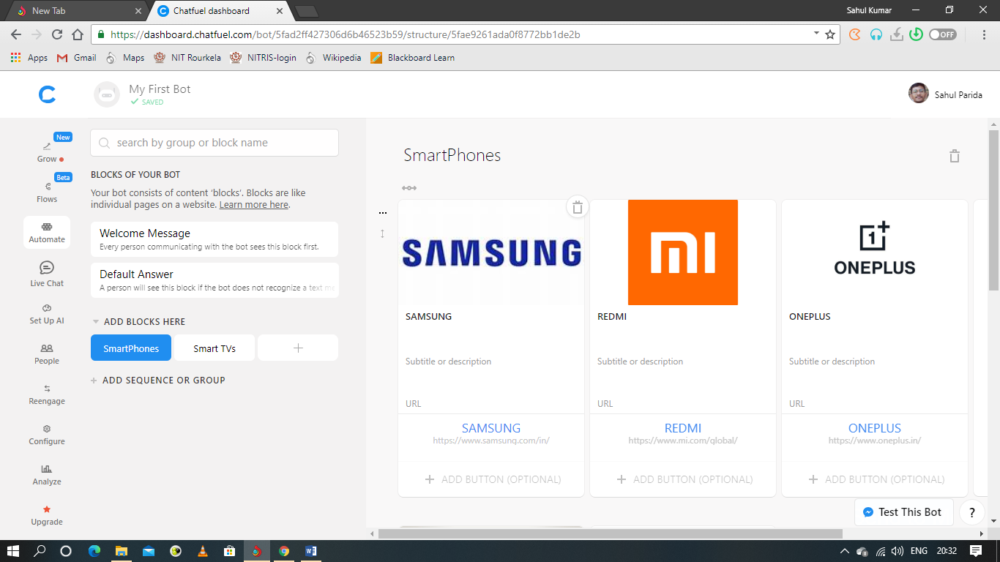 New Tab
Chatfuel dashboard
Sahul Kumar
https://dashboard.chatfuel.com/bot/5fad2ff427306d6b46523b59/structure/5fae9261ada0f8772bb1de2b
OFF
Apps
Gmail
Maps
NIT Rourkela
NITRIS-login
Wikipedia
Blackboard Learn
My First Bot
SAVED
Sahul Parida
New
Grow
Beta
Flows
Automate
Live Chat
Set Up AI
People
Reengage
Configure
Analyze
Upgrade
search by group or block name
BLOCKS OF YOUR BOT
Your bot consists of content ‘blocks’. Blocks are like
individual pages on a website. Learn more here.
Welcome Message
Every person communicating with the bot sees this block first.
Default Answer
A person will see this block if the bot does not recognize a text me
ADD BLOCKS HERE
SmartPhones
Smart TVs
+ ADD SEQUENCE OR GROUP
SmartPhones
SAMSUNG
SAMSUNG
Subtitle or description
URL
SAMSUNG
https://www.samsung.com/in/
+ ADD BUTTON (OPTIONAL)
mi
REDMI
Subtitle or description
URL
REDMI
https://www.mi.com/global/
+ ADD BUTTON (OPTIONAL)
1+
ONEPLUS
ONEPLUS
Subtitle or description
URL
ONEPLUS
https://www.oneplus.in/
+ ADD BUTTON (OPTIONAL)
Test This Bot
?
ENG
20:32